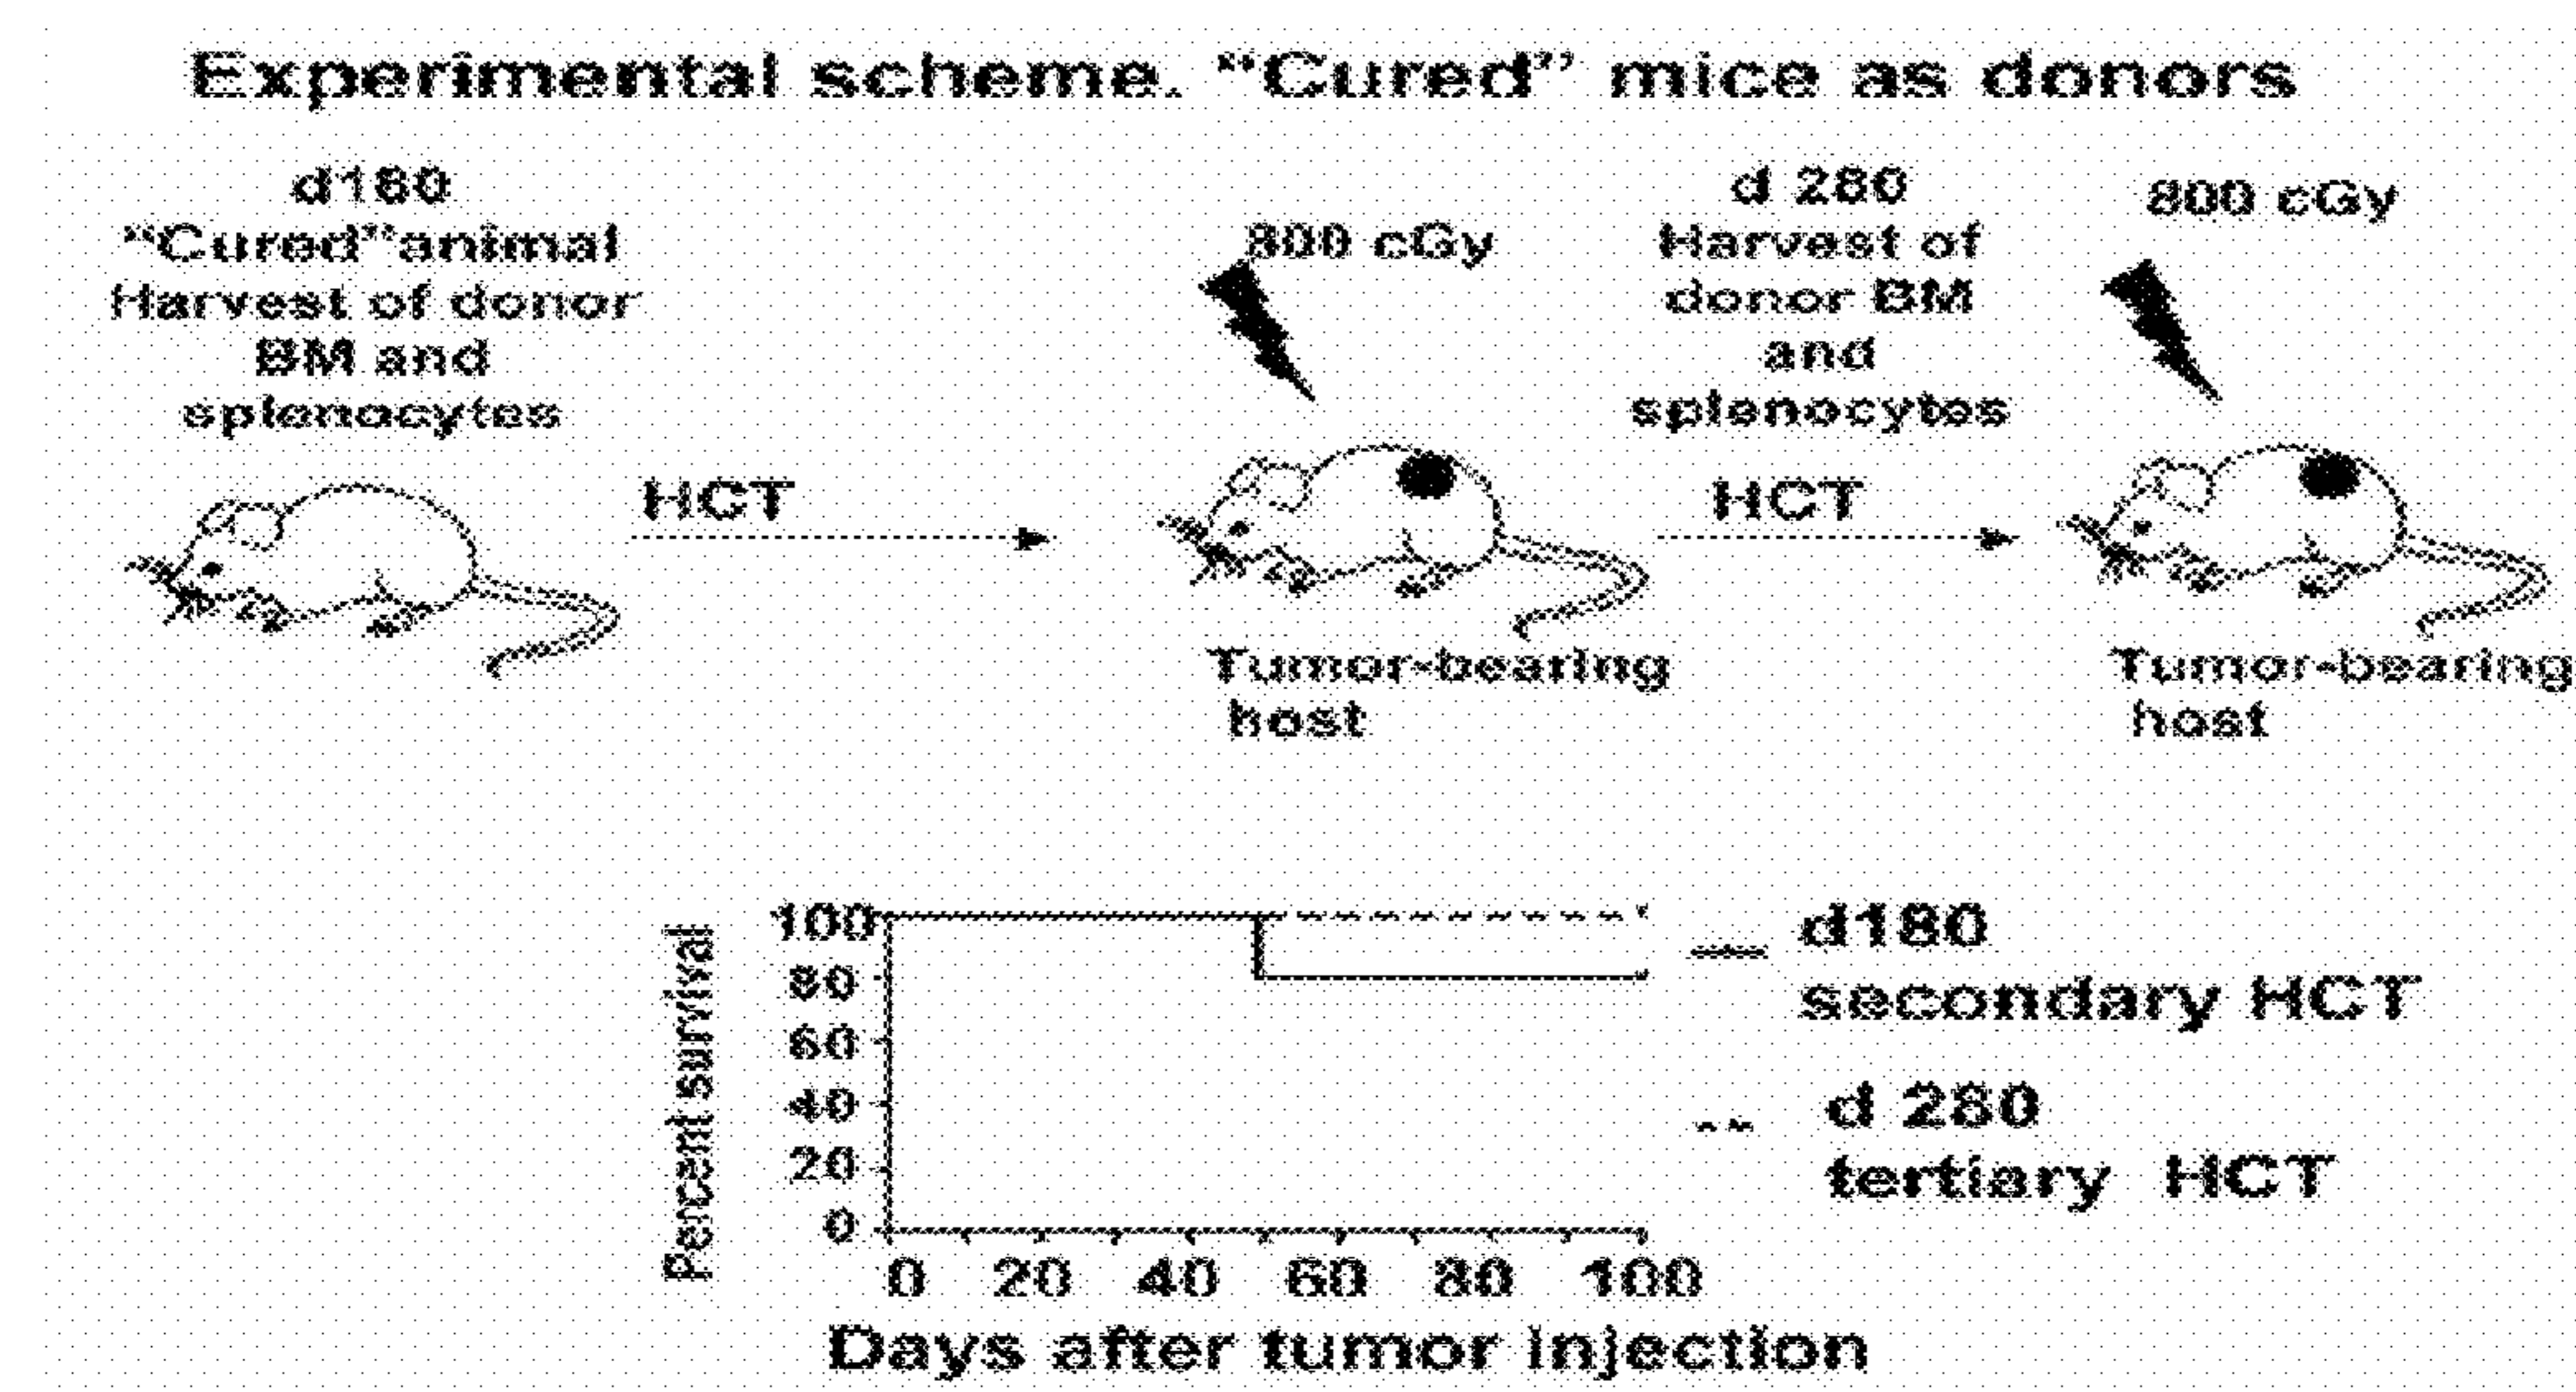 Experimental scheme. “Cured” mice as donors
d180
“Cured” animal
Harvest of donor
BM and
splenocytes
HCT
800 cGy
Tumor-bearing
host
d 280
Harvest of
donor BM
and
splenocytes
HCT
800 cGy
Tumor-bearing
host
Percent survival
100
80
60
40
20
0
0 20 40 60 80 100
Days after tumor injection
d180
secondary HCT
d 280
tertiary HCT